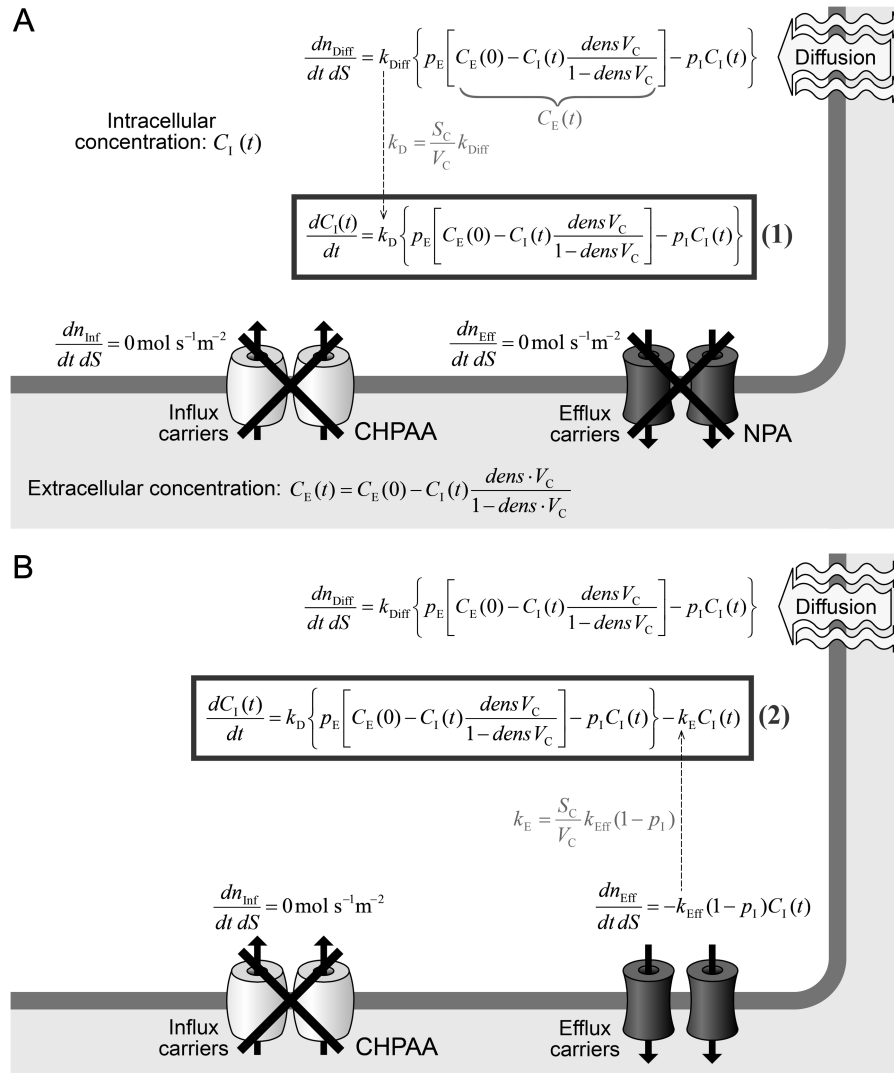 A
dn_Diff/(dt dS) = k_Diff { p_E [ C_E(0) − C_I(t) (dens V_C)/(1 − dens V_C) ] − p_I C_I(t) }
C_E(t)
Diffusion
Intracellular
concentration: C_I (t)
k_D = (S_C/V_C) k_Diff
dC_I(t)/dt = k_D { p_E [ C_E(0) − C_I(t) (dens V_C)/(1 − dens V_C) ] − p_I C_I(t) } (1)
dn_Inf/(dt dS) = 0 mol s⁻¹ m⁻²
dn_Eff/(dt dS) = 0 mol s⁻¹ m⁻²
Influx
carriers
CHPAA
Efflux
carriers
NPA
Extracellular concentration: C_E(t) = C_E(0) − C_I(t) (dens · V_C)/(1 − dens · V_C)
B
dn_Diff/(dt dS) = k_Diff { p_E [ C_E(0) − C_I(t) (dens V_C)/(1 − dens V_C) ] − p_I C_I(t) }
Diffusion
dC_I(t)/dt = k_D { p_E [ C_E(0) − C_I(t) (dens V_C)/(1 − dens V_C) ] − p_I C_I(t) } − k_E C_I(t) (2)
k_E = (S_C/V_C) k_Eff (1 − p_I)
dn_Inf/(dt dS) = 0 mol s⁻¹ m⁻²
dn_Eff/(dt dS) = −k_Eff (1 − p_I) C_I(t)
Influx
carriers
CHPAA
Efflux
carriers